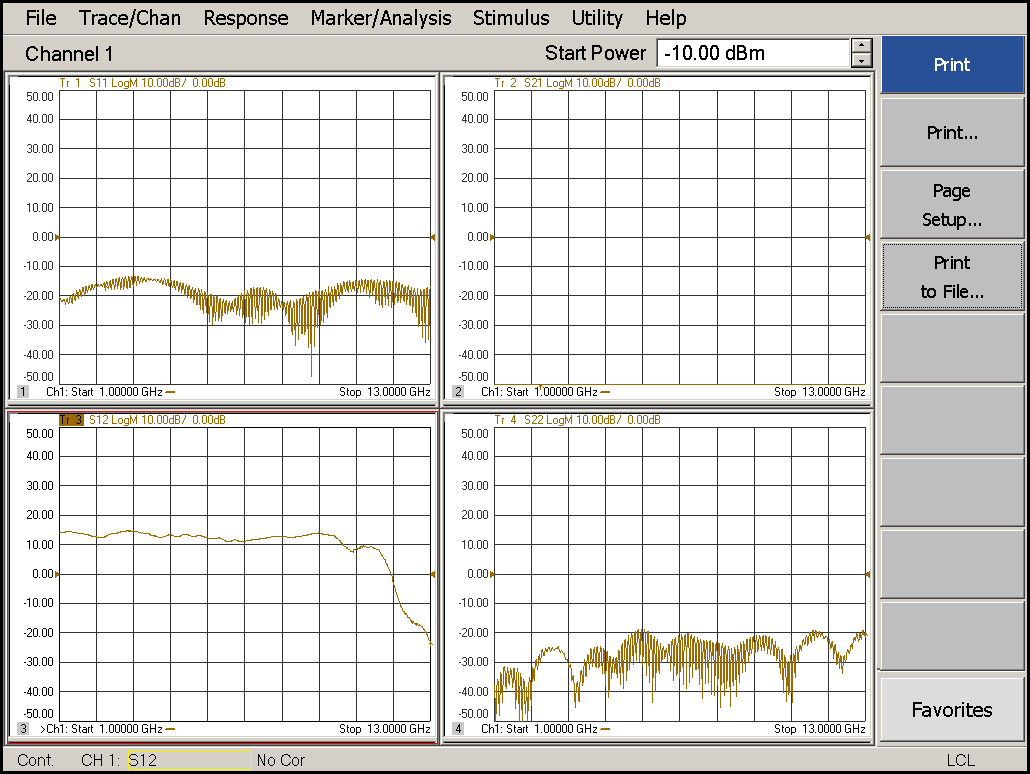 File Trace/Chan Response Marker/Analysis Stimulus Utility Help
Channel 1 Start Power -10.00 dBm
Print
Print...
Page
Setup...
Print
to File...
Favorites
Tr 1 S11 LogM 10.00dB/ 0.00dB
50.00
40.00
30.00
20.00
10.00
0.00
-10.00
-20.00
-30.00
-40.00
-50.00
1 Ch1: Start 1.00000 GHz Stop 13.0000 GHz
Tr 2 S21 LogM 10.00dB/ 0.00dB
50.00
40.00
30.00
20.00
10.00
0.00
-10.00
-20.00
-30.00
-40.00
-50.00
2 Ch1: Start 1.00000 GHz Stop 13.0000 GHz
Tr 3 S12 LogM 10.00dB/ 0.00dB
50.00
40.00
30.00
20.00
10.00
0.00
-10.00
-20.00
-30.00
-40.00
-50.00
3 >Ch1: Start 1.00000 GHz Stop 13.0000 GHz
Tr 4 S22 LogM 10.00dB/ 0.00dB
50.00
40.00
30.00
20.00
10.00
0.00
-10.00
-20.00
-30.00
-40.00
-50.00
4 Ch1: Start 1.00000 GHz Stop 13.0000 GHz
Cont. CH 1: S12 No Cor LCL